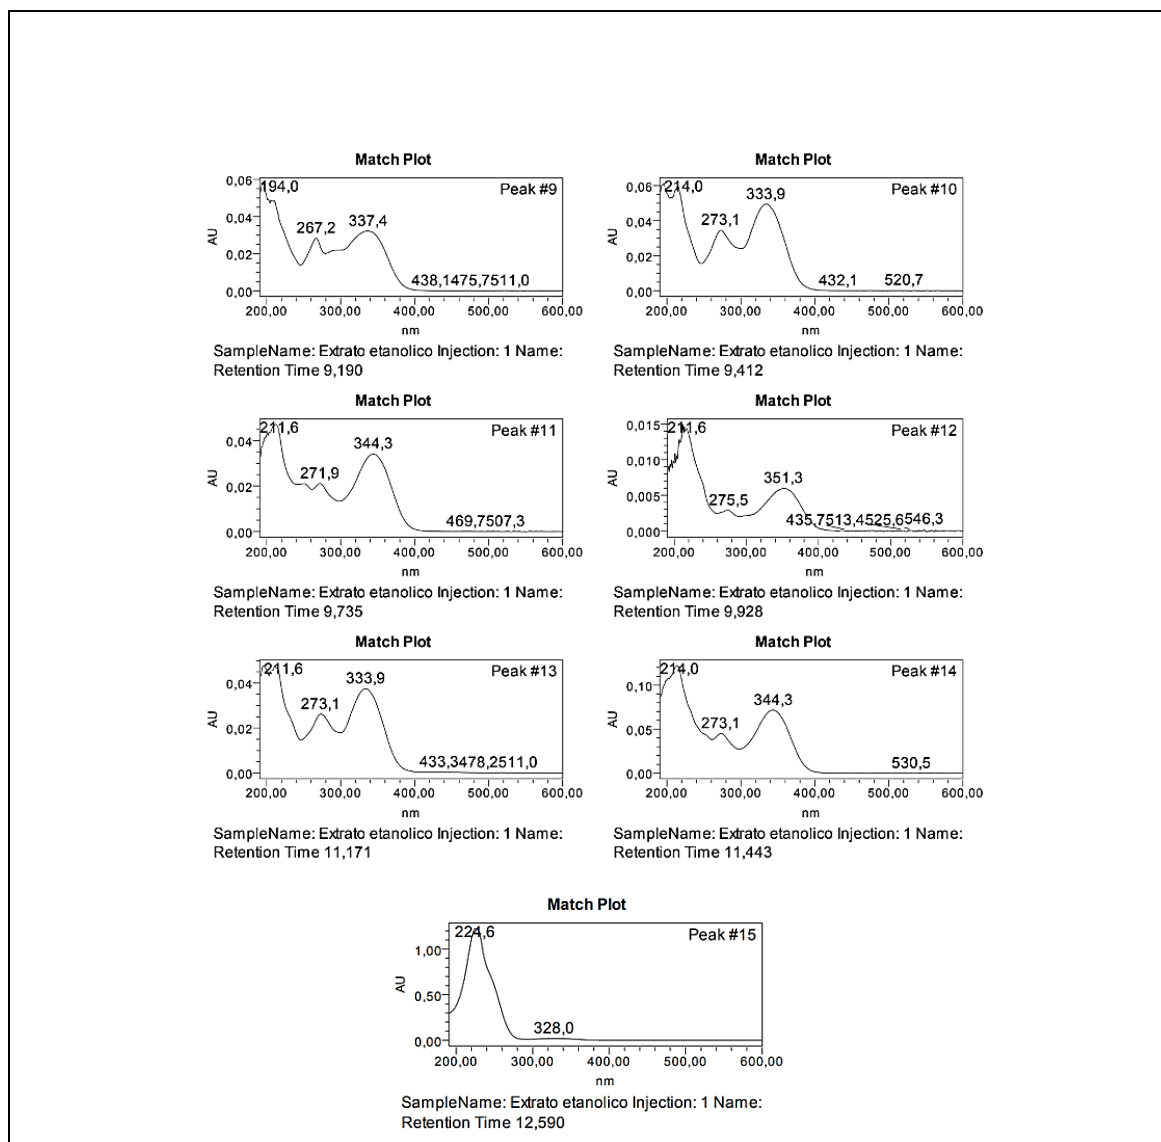 Match Plot
Peak #9
194,0
267,2
337,4
438,1475,7511,0
0,06
0,04
0,02
0,00
AU
200,00 300,00 400,00 500,00 600,00
nm
SampleName: Extrato etanolico Injection: 1 Name:
Retention Time 9,190
Match Plot
Peak #10
214,0
273,1
333,9
432,1
520,7
0,06
0,04
0,02
0,00
AU
200,00 300,00 400,00 500,00 600,00
nm
SampleName: Extrato etanolico Injection: 1 Name:
Retention Time 9,412
Match Plot
Peak #11
211,6
271,9
344,3
469,7507,3
0,04
0,02
0,00
AU
200,00 300,00 400,00 500,00 600,00
nm
SampleName: Extrato etanolico Injection: 1 Name:
Retention Time 9,735
Match Plot
Peak #12
211,6
275,5
351,3
435,7513,4525,6546,3
0,015
0,010
0,005
0,000
AU
200,00 300,00 400,00 500,00 600,00
nm
SampleName: Extrato etanolico Injection: 1 Name:
Retention Time 9,928
Match Plot
Peak #13
211,6
273,1
333,9
433,3478,2511,0
0,04
0,02
0,00
AU
200,00 300,00 400,00 500,00 600,00
nm
SampleName: Extrato etanolico Injection: 1 Name:
Retention Time 11,171
Match Plot
Peak #14
214,0
273,1
344,3
530,5
0,10
0,05
0,00
AU
200,00 300,00 400,00 500,00 600,00
nm
SampleName: Extrato etanolico Injection: 1 Name:
Retention Time 11,443
Match Plot
Peak #15
224,6
328,0
1,00
0,50
0,00
AU
200,00 300,00 400,00 500,00 600,00
nm
SampleName: Extrato etanolico Injection: 1 Name:
Retention Time 12,590